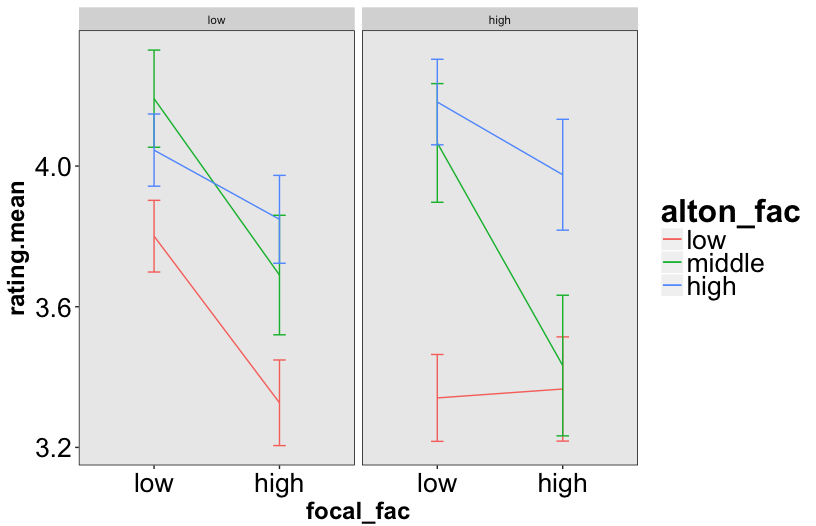 low
high
rating.mean
4.0
3.6
3.2
low
high
low
high
focal_fac
alton_fac
low
middle
high